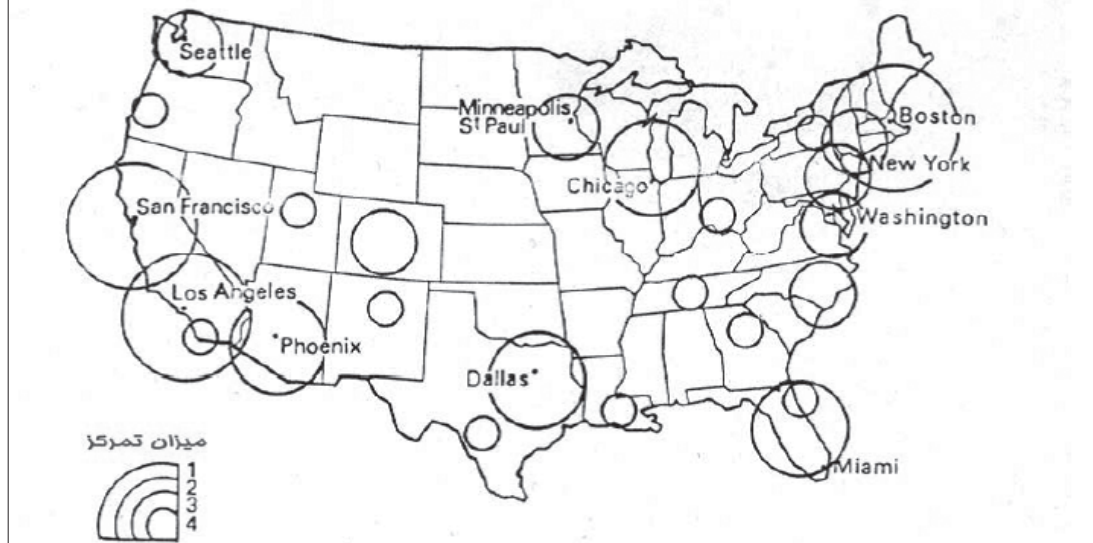 Seattle
Minneapolis
St Paul
Boston
New York
Chicago
San Francisco
Washington
Los Angeles
Phoenix
Dallas
Miami
میزان تمرکز
1
2
3
4